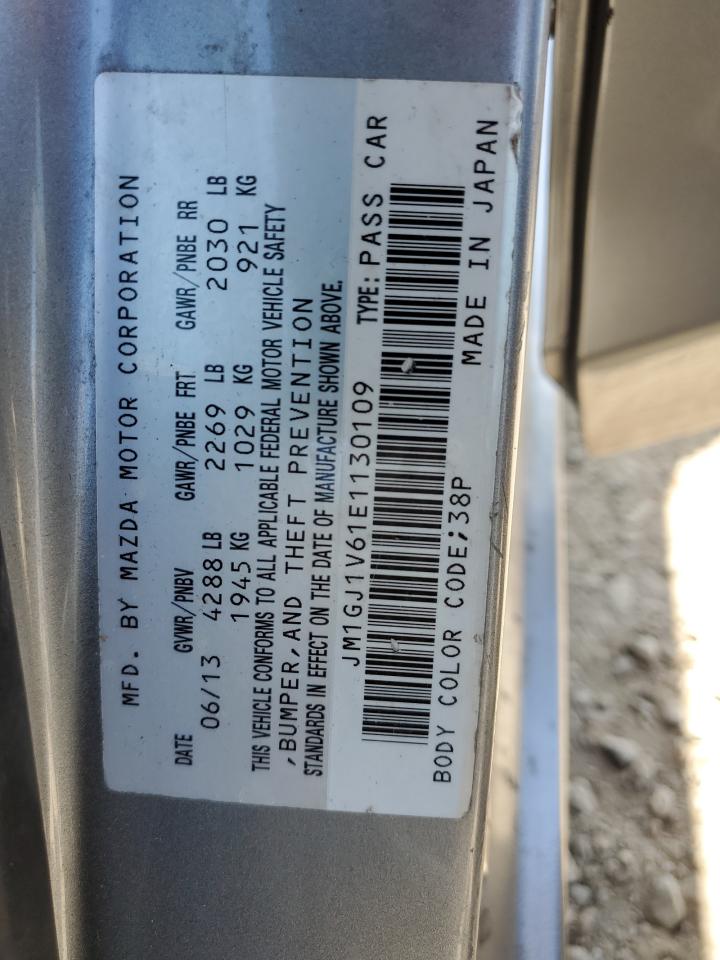 MFD. BY MAZDA MOTOR CORPORATION
DATE GVWR/PNBV GAWR/PNBE FRT GAWR/PNBE RR
06/13 4288 LB 2269 LB 2030 LB
1945 KG 1029 KG 921 KG
THIS VEHICLE CONFORMS TO ALL APPLICABLE FEDERAL MOTOR VEHICLE SAFETY
,BUMPER,AND THEFT PREVENTION
STANDARDS IN EFFECT ON THE DATE OF MANUFACTURE SHOWN ABOVE.
JM1GJ1V61E1130109 TYPE: PASS CAR
BODY COLOR CODE;38P MADE IN JAPAN